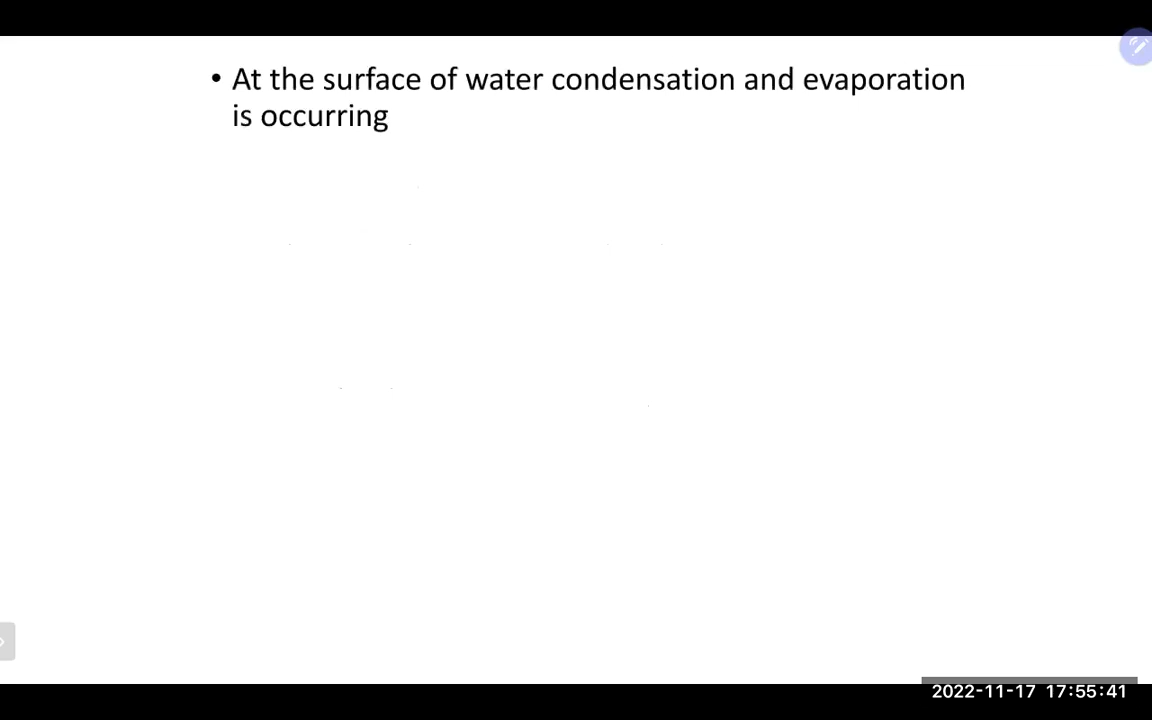 • At the surface of water condensation and evaporation
is occurring
2022-11-17 17:55:41